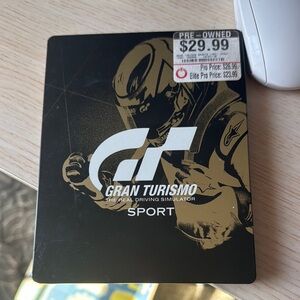 PRE-OWNED
$29.99
Pro Price: $26.99
Elite Pro Price: $23.99
GT
GRAN TURISMO
THE REAL DRIVING SIMULATOR
SPORT